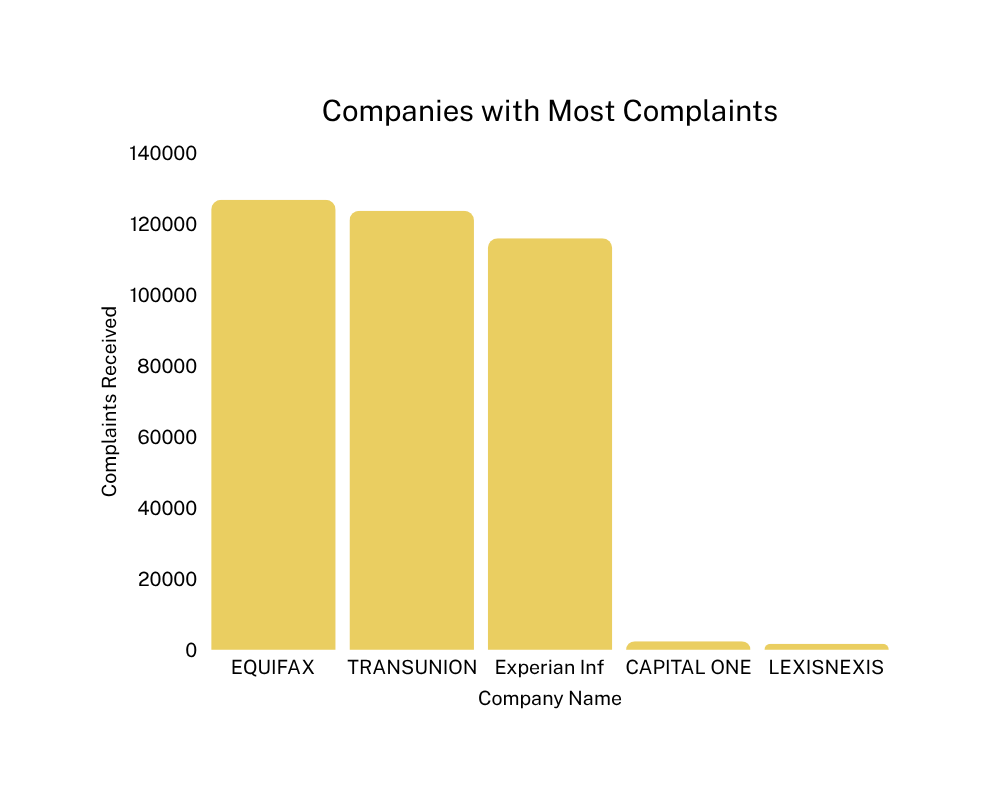 Companies with Most Complaints
140000
120000
100000
80000
60000
40000
20000
0
Complaints Received
EQUIFAX TRANSUNION Experian Inf CAPITAL ONE LEXISNEXIS
Company Name